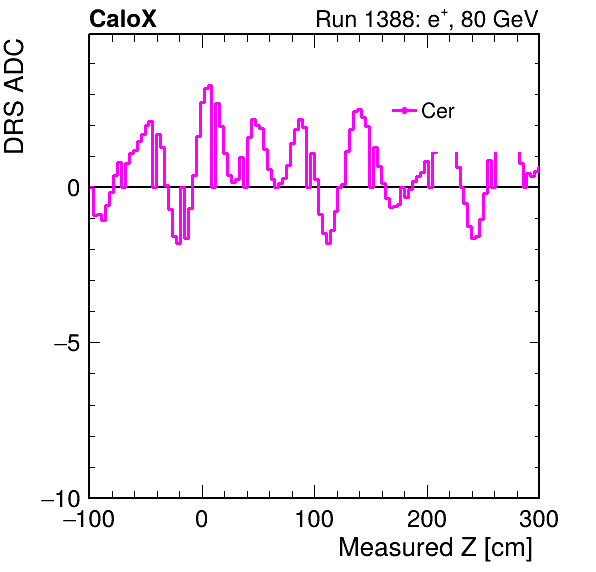 CaloX Run 1388: e+, 80 GeV
DRS ADC
Cer
0
−5
−10
−100 0 100 200 300
Measured Z [cm]